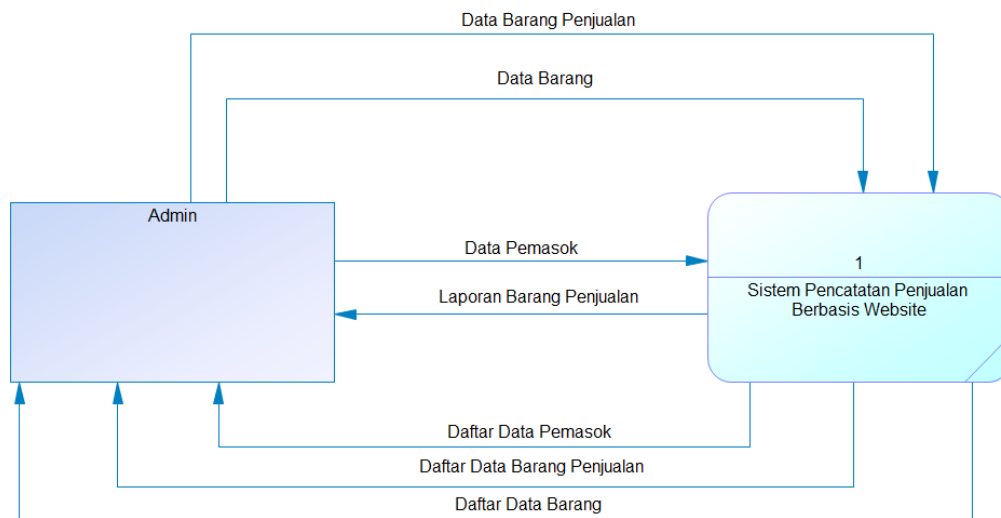 Data Barang Penjualan
Data Barang
Admin
Data Pemasok
1
Laporan Barang Penjualan
Sistem Pencatatan Penjualan
Berbasis Website
Daftar Data Pemasok
Daftar Data Barang Penjualan
Daftar Data Barang